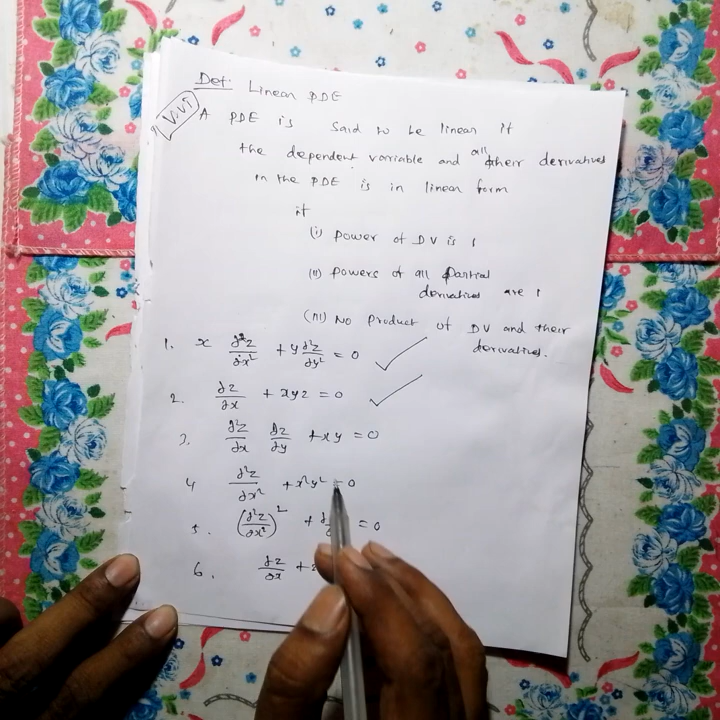 Def: Linear PDE
V.V.I
A PDE is said to be linear if
the dependent variable and all their derivatives
in the PDE is in linear form
if
(i) Power of DV is 1
(ii) Powers of all Partial
derivatives are 1
(iii) No Product of DV and their
derivatives.
1. x ∂²z/∂x² + y ∂²z/∂y² = 0 ✓
2. ∂z/∂x + xyz = 0 ✓
3. ∂²z/∂x ∂z/∂y + xy = 0
4 ∂²z/∂x² + x²y² = 0
5. (∂²z/∂x²)² + = 0
6. ∂z/∂x +